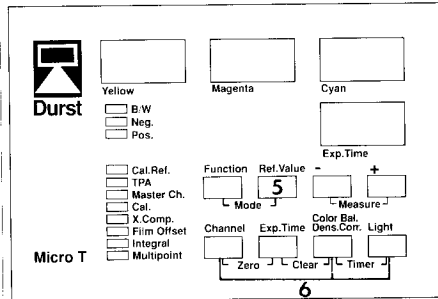 Durst
Yellow Magenta Cyan
B/W
Neg.
Pos.
Exp.Time
Cal.Ref.
TPA
Master Ch.
Cal.
X.Comp.
Film Offset
Integral
Multipoint
Function Ref.Value - +
5
Mode Measure
Channel Exp.Time Color Bal. Dens.Corr. Light
Zero Clear Timer
Micro T
6